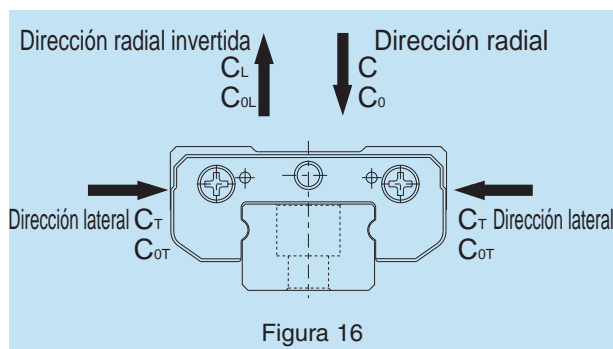 Dirección radial invertida
CL
C0L
Dirección radial
C
C0
Dirección lateral CT
C0T
CT Dirección lateral
C0T
Figura 16